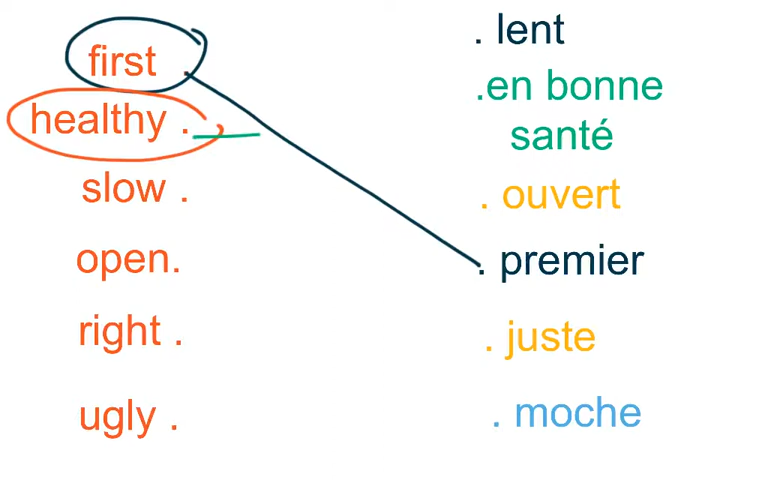 first .
healthy .
slow .
open.
right .
ugly .
. lent
.en bonne
santé
. ouvert
. premier
. juste
. moche